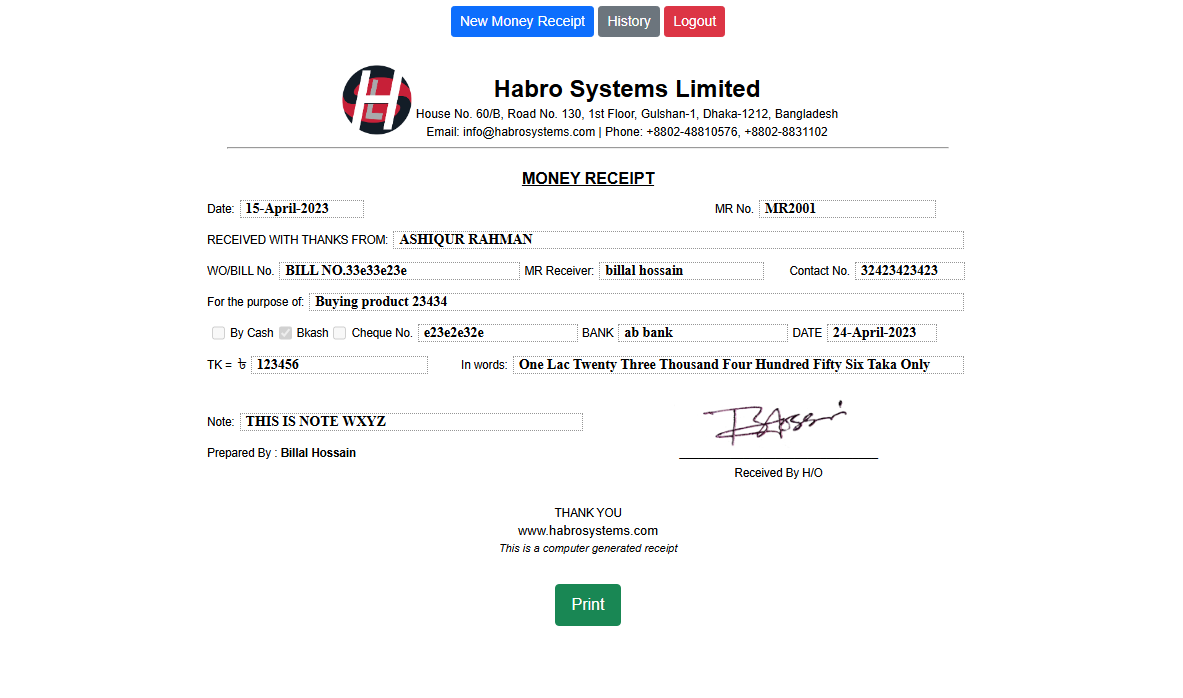 New Money Receipt History Logout
Habro Systems Limited
House No. 60/B, Road No. 130, 1st Floor, Gulshan-1, Dhaka-1212, Bangladesh
Email: info@habrosystems.com | Phone: +8802-48810576, +8802-8831102
MONEY RECEIPT
Date: 15-April-2023 MR No. MR2001
RECEIVED WITH THANKS FROM: ASHIQUR RAHMAN
WO/BILL No. BILL NO.33e33e23e MR Receiver: billal hossain Contact No. 32423423423
For the purpose of: Buying product 23434
By Cash Bkash Cheque No. e23e2e32e BANK ab bank DATE 24-April-2023
TK = ৳ 123456 In words: One Lac Twenty Three Thousand Four Hundred Fifty Six Taka Only
Note: THIS IS NOTE WXYZ
Prepared By : Billal Hossain
Received By H/O
THANK YOU
www.habrosystems.com
This is a computer generated receipt
Print